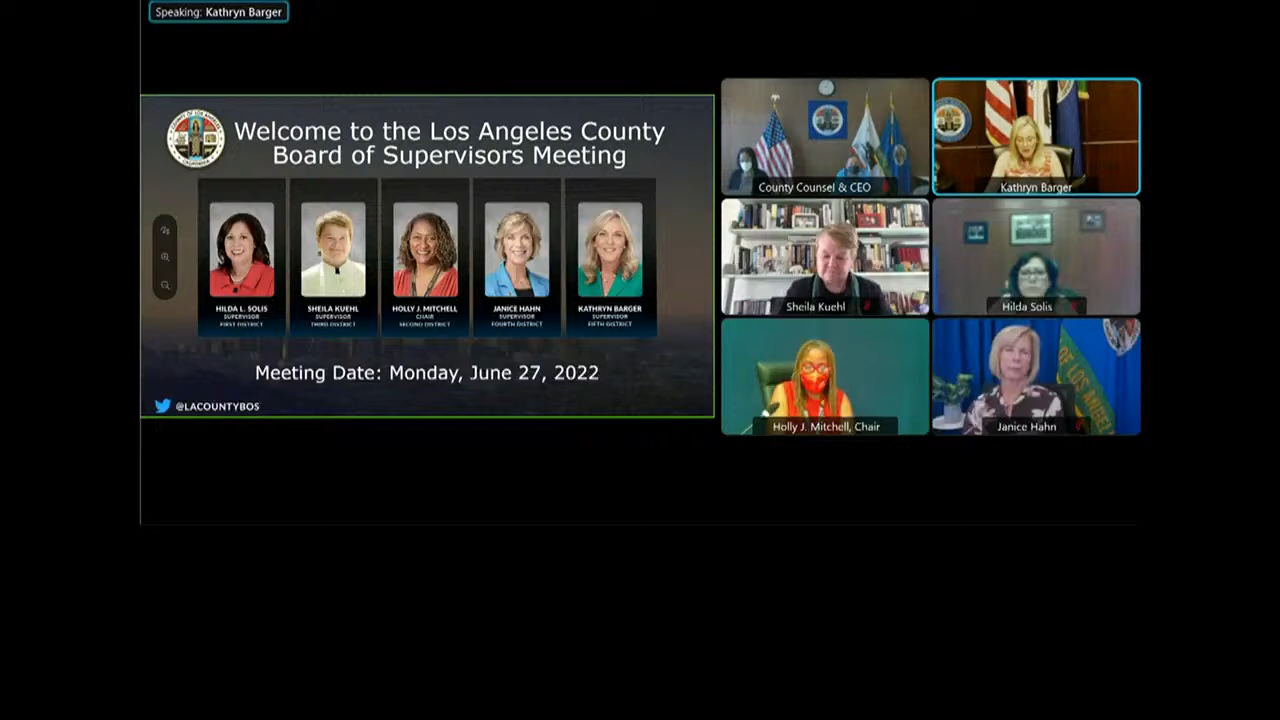 Speaking: Kathryn Barger
Welcome to the Los Angeles County
Board of Supervisors Meeting
HILDA L. SOLIS
SUPERVISOR
FIRST DISTRICT
SHEILA KUEHL
SUPERVISOR
THIRD DISTRICT
HOLLY J. MITCHELL
CHAIR
SECOND DISTRICT
JANICE HAHN
SUPERVISOR
FOURTH DISTRICT
KATHRYN BARGER
SUPERVISOR
FIFTH DISTRICT
Meeting Date: Monday, June 27, 2022
@LACOUNTYBOS
County Counsel & CEO
Kathryn Barger
Sheila Kuehl
Hilda Solis
Holly J. Mitchell, Chair
Janice Hahn
OF LOS ANGELES